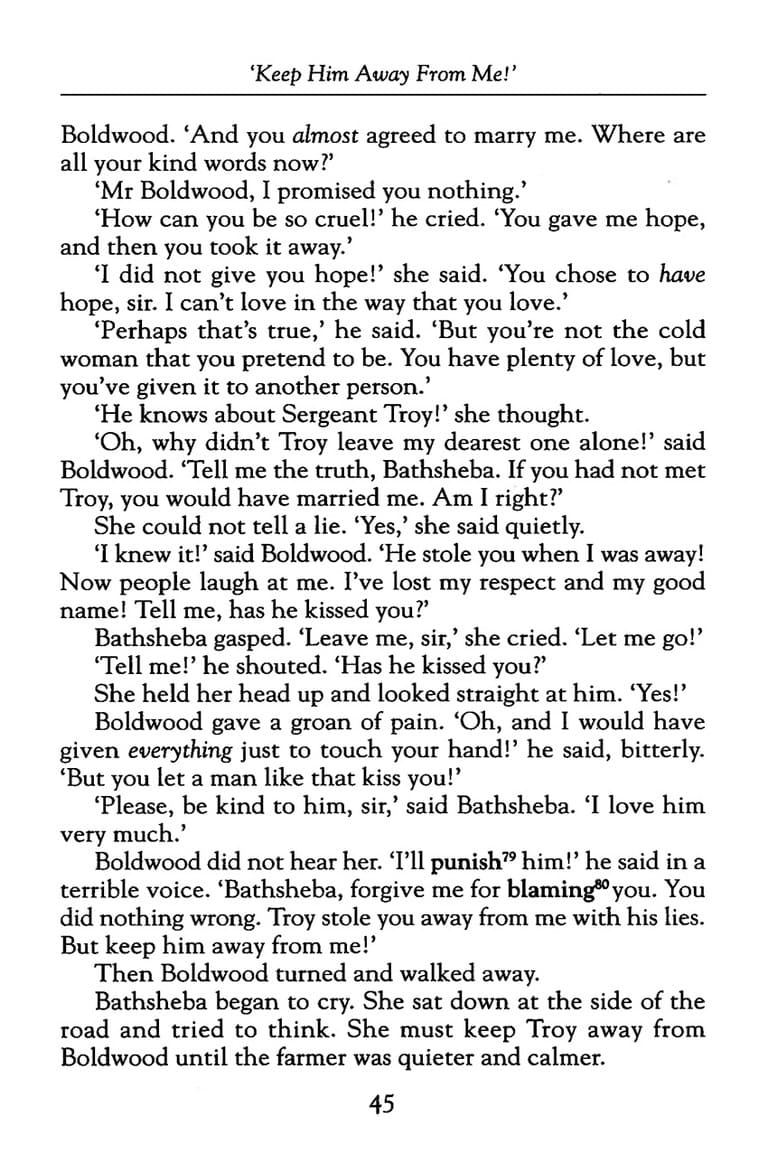 ‘Keep Him Away From Me!’
Boldwood. ‘And you almost agreed to marry me. Where are
all your kind words now?’
‘Mr Boldwood, I promised you nothing.’
‘How can you be so cruel!’ he cried. ‘You gave me hope,
and then you took it away.’
‘I did not give you hope!’ she said. ‘You chose to have
hope, sir. I can’t love in the way that you love.’
‘Perhaps that’s true,’ he said. ‘But you’re not the cold
woman that you pretend to be. You have plenty of love, but
you’ve given it to another person.’
‘He knows about Sergeant Troy!’ she thought.
‘Oh, why didn’t Troy leave my dearest one alone!’ said
Boldwood. ‘Tell me the truth, Bathsheba. If you had not met
Troy, you would have married me. Am I right?’
She could not tell a lie. ‘Yes,’ she said quietly.
‘I knew it!’ said Boldwood. ‘He stole you when I was away!
Now people laugh at me. I’ve lost my respect and my good
name! Tell me, has he kissed you?’
Bathsheba gasped. ‘Leave me, sir,’ she cried. ‘Let me go!’
‘Tell me!’ he shouted. ‘Has he kissed you?’
She held her head up and looked straight at him. ‘Yes!’
Boldwood gave a groan of pain. ‘Oh, and I would have
given everything just to touch your hand!’ he said, bitterly.
‘But you let a man like that kiss you!’
‘Please, be kind to him, sir,’ said Bathsheba. ‘I love him
very much.’
Boldwood did not hear her. ‘I’ll punish⁷⁹ him!’ he said in a
terrible voice. ‘Bathsheba, forgive me for blaming⁸⁰ you. You
did nothing wrong. Troy stole you away from me with his lies.
But keep him away from me!’
Then Boldwood turned and walked away.
Bathsheba began to cry. She sat down at the side of the
road and tried to think. She must keep Troy away from
Boldwood until the farmer was quieter and calmer.
45